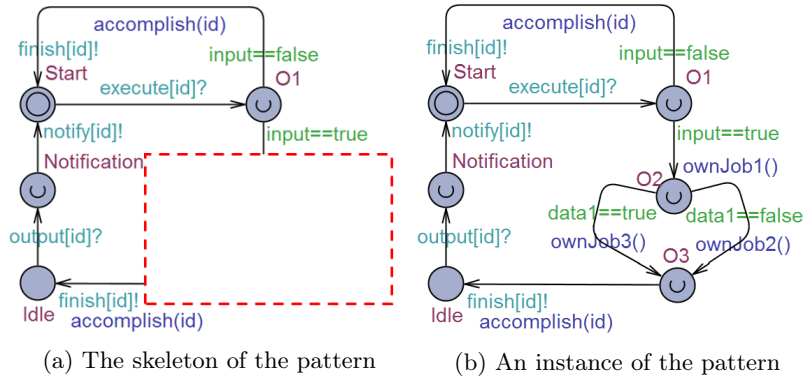 accomplish(id)
finish[id]!
input==false
Start
O1
execute[id]?
input==true
notify[id]!
Notification
output[id]?
finish[id]!
Idle
accomplish(id)
(a) The skeleton of the pattern
accomplish(id)
finish[id]!
input==false
Start
O1
execute[id]?
input==true
notify[id]!
Notification
ownJob1()
O2
data1==true
data1==false
output[id]?
ownJob3()
ownJob2()
O3
finish[id]!
Idle
accomplish(id)
(b) An instance of the pattern